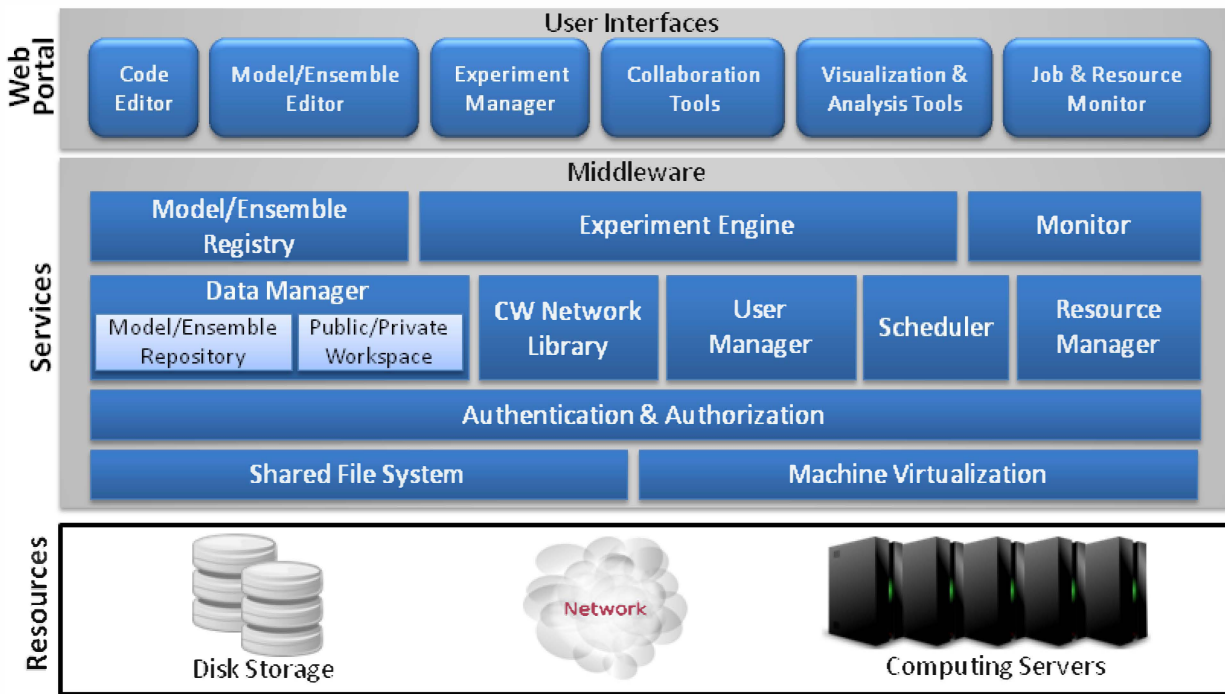 User Interfaces
Web
Portal
Code
Editor
Model/Ensemble
Editor
Experiment
Manager
Collaboration
Tools
Visualization &
Analysis Tools
Job & Resource
Monitor
Services
Middleware
Model/Ensemble
Registry
Experiment Engine
Monitor
Data Manager
Model/Ensemble
Repository
Public/Private
Workspace
CW Network
Library
User
Manager
Scheduler
Resource
Manager
Authentication & Authorization
Shared File System
Machine Virtualization
Resources
Disk Storage
Network
Computing Servers